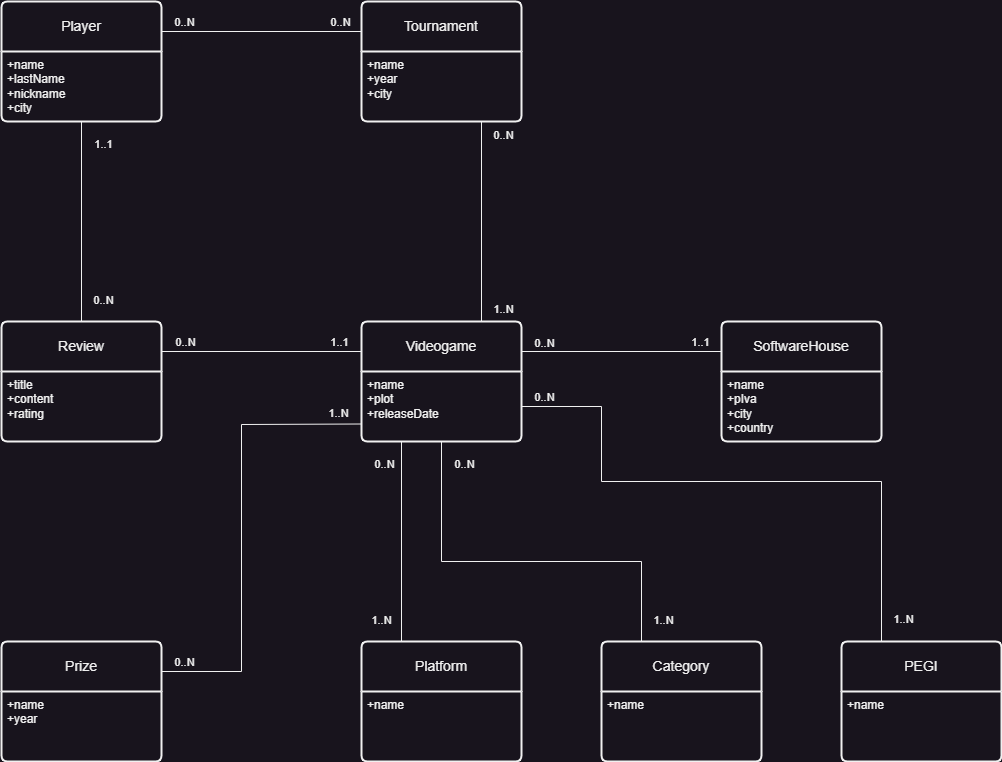 Player
+name
+lastName
+nickname
+city
0..N
0..N
Tournament
+name
+year
+city
1..1
0..N
0..N
1..N
Review
+title
+content
+rating
0..N
1..1
Videogame
+name
+plot
+releaseDate
0..N
1..1
SoftwareHouse
+name
+pIva
+city
+country
0..N
1..N
0..N
0..N
1..N
1..N
1..N
0..N
Prize
+name
+year
Platform
+name
Category
+name
PEGI
+name